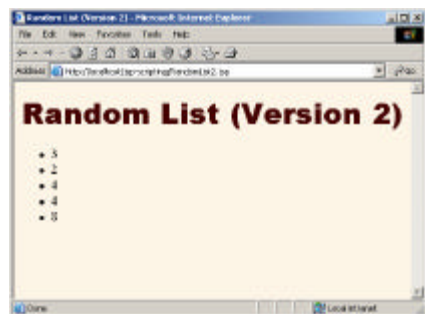 Random List (Version 2) - Microsoft Internet Explorer
File Edit View Favorites Tools Help
Address
Go
Random List (Version 2)
3
2
4
4
8
Done
Local intranet